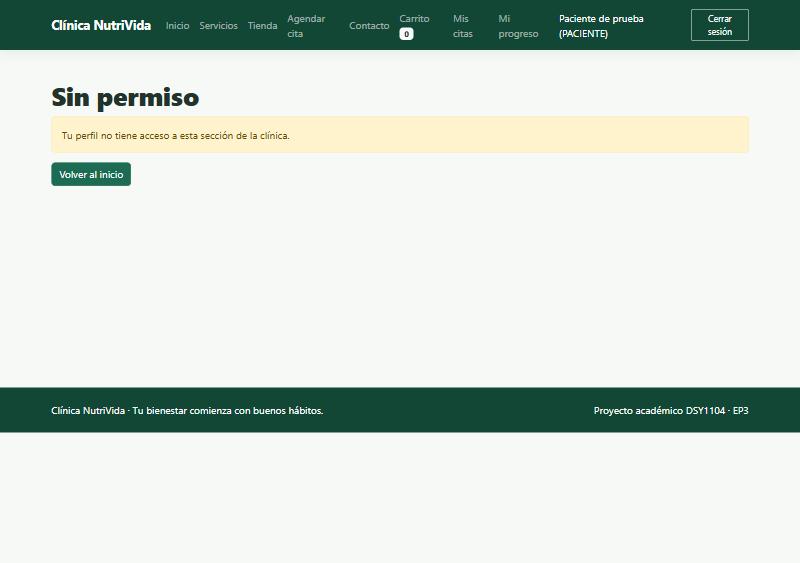 Clínica NutriVida
Inicio
Servicios
Tienda
Agendar
cita
Contacto
Carrito
0
Mis
citas
Mi
progreso
Paciente de prueba
(PACIENTE)
Cerrar
sesión
Sin permiso
Tu perfil no tiene acceso a esta sección de la clínica.
Volver al inicio
Clínica NutriVida · Tu bienestar comienza con buenos hábitos.
Proyecto académico DSY1104 · EP3